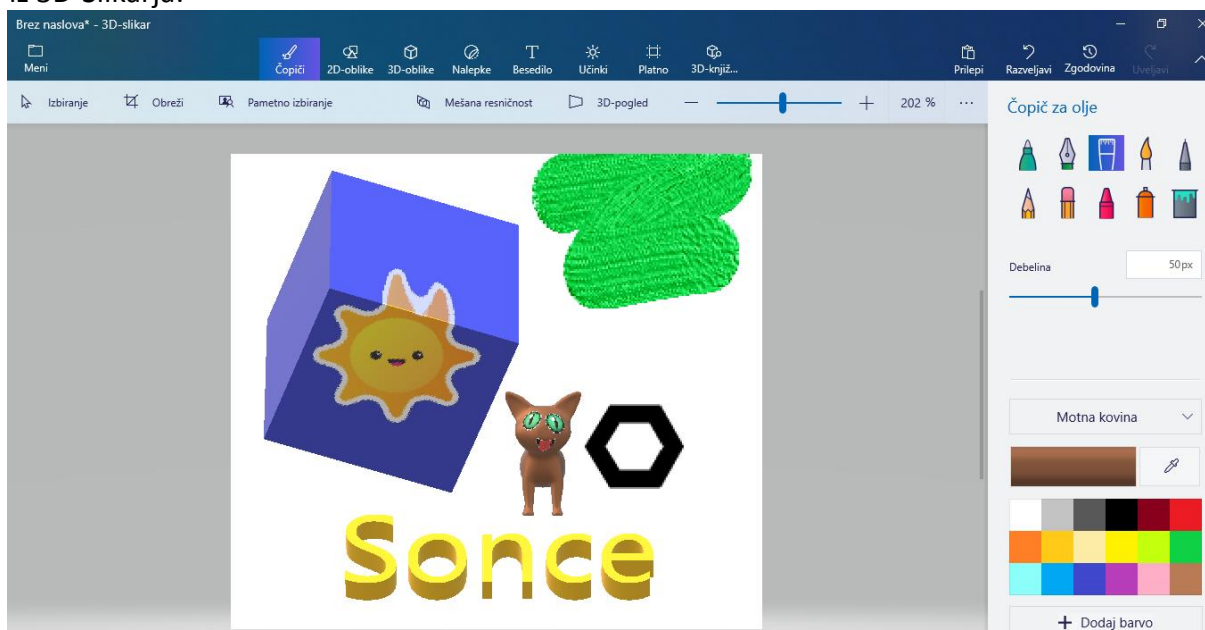 iz 3D-Slikarja:
Brez naslova* - 3D-slikar
Meni
Čopiči 2D-oblike 3D-oblike Nalepke Besedilo Učinki Platno 3D-knjiž...
Prilepi Razveljavi Zgodovina Uveljavi
Izbiranje Obreži Pametno izbiranje Mešana resničnost 3D-pogled 202 % ...
Čopič za olje
Debelina 50px
Motna kovina
Sonce
+ Dodaj barvo